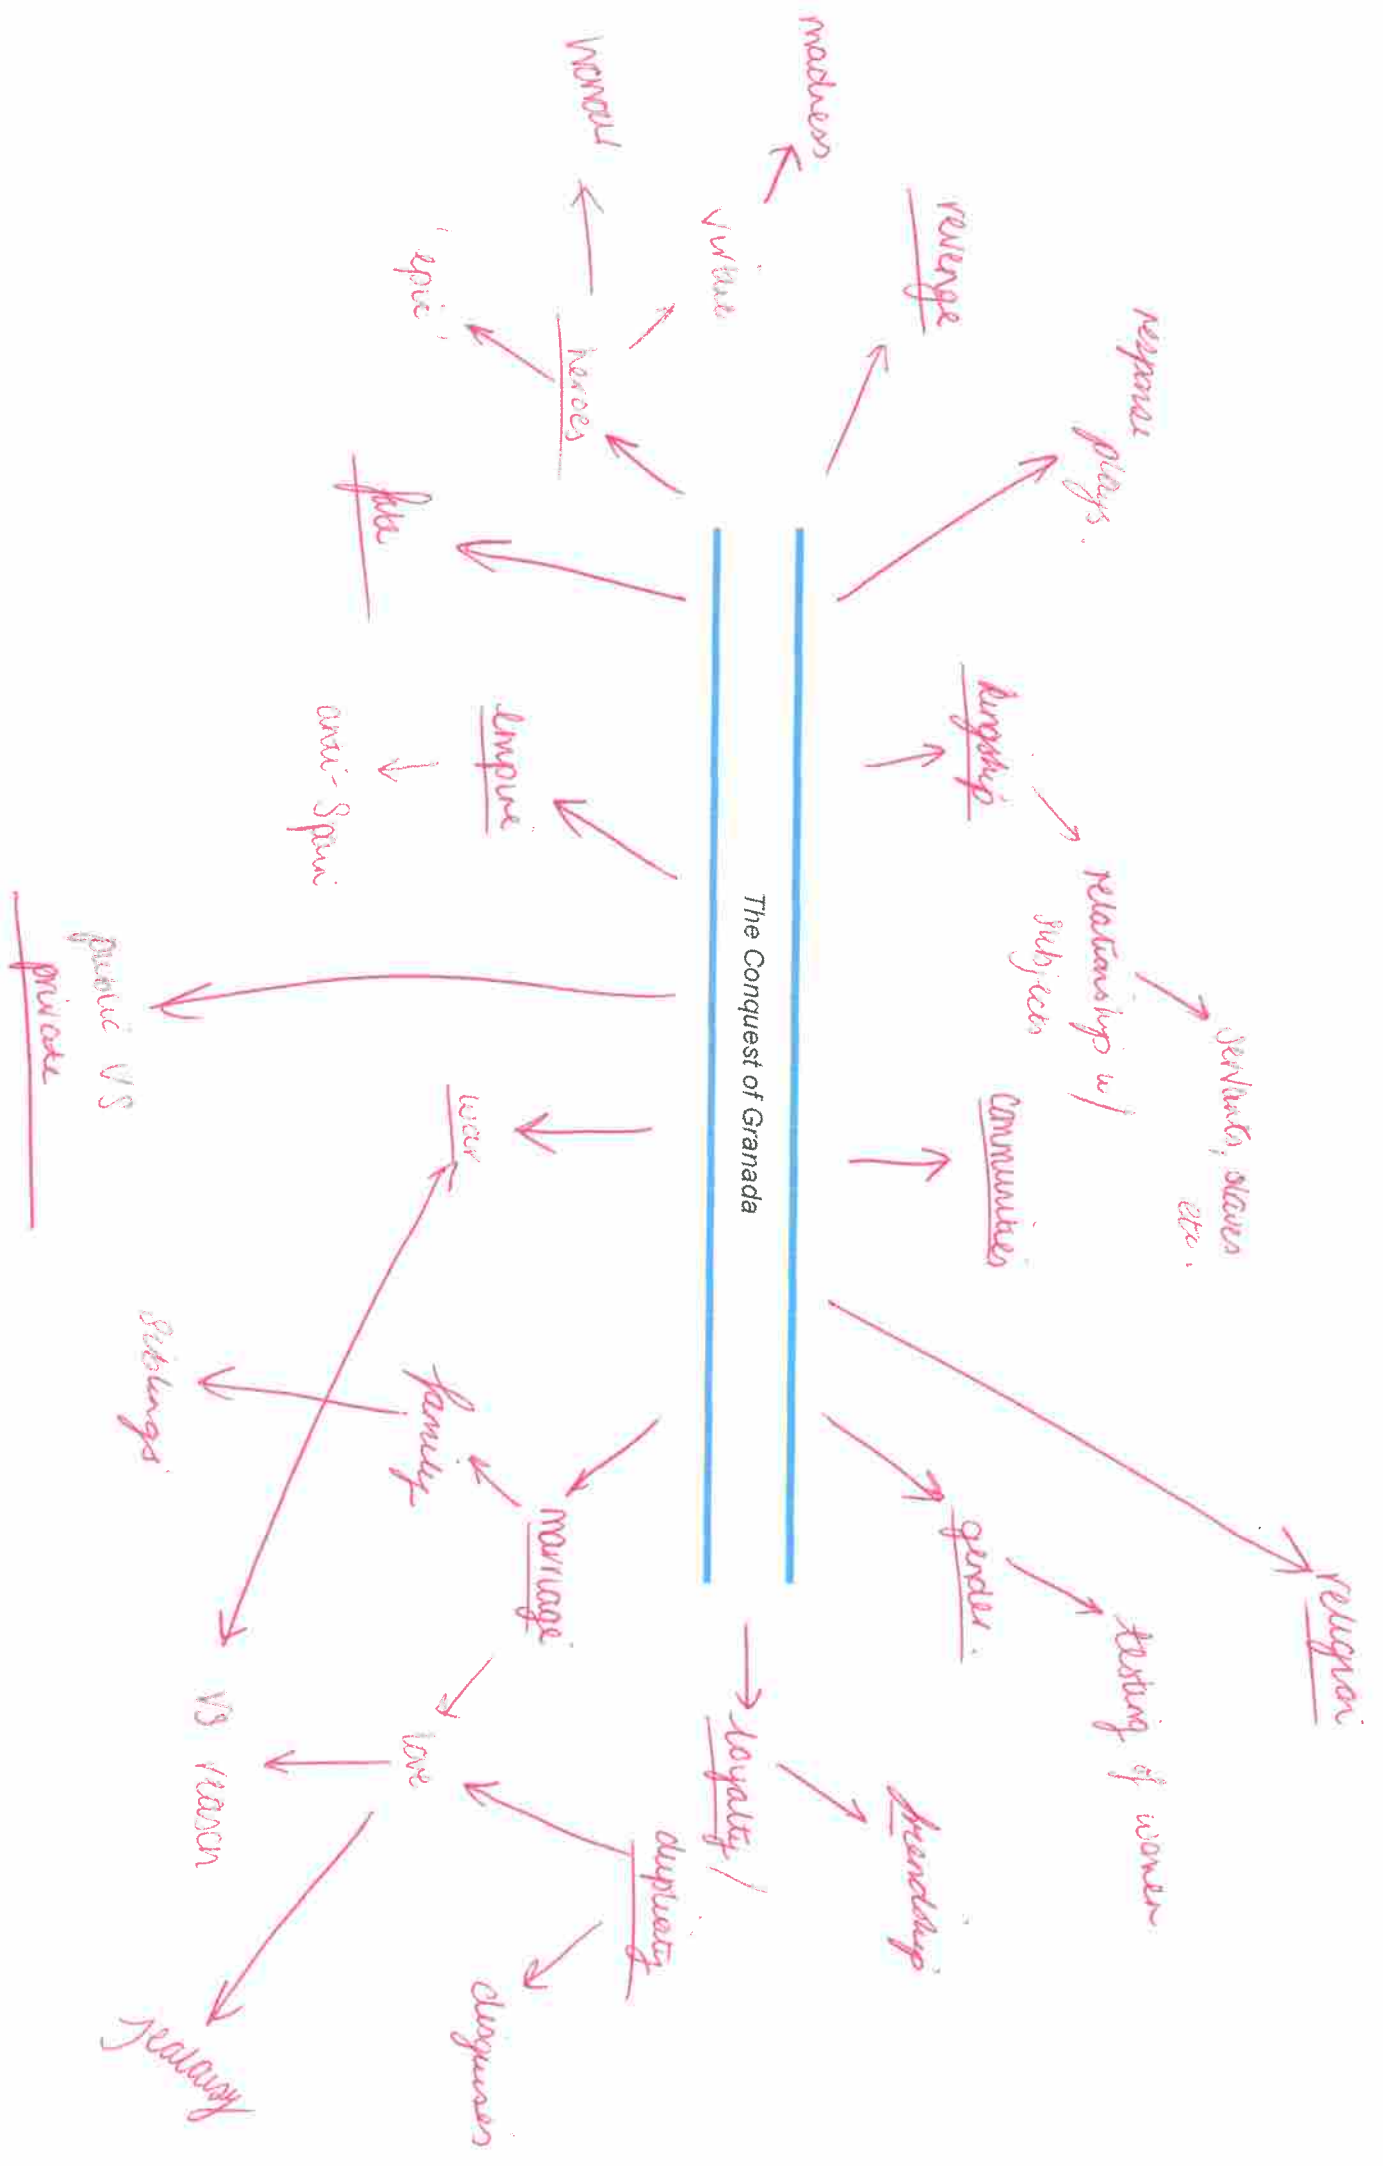 religion
servants, slaves
etc.
response
plays.
relationship w/
subjects
testing of women
kingship
communities
gender.
revenge
friendship
madness
The Conquest of Granada
virtue
loyalty /
duplicity
honour
heroes
marriage
disguises
empire
war
'epic'
family
love
fate
anti-Spain
siblings
vs reason
jealousy
public vs
private